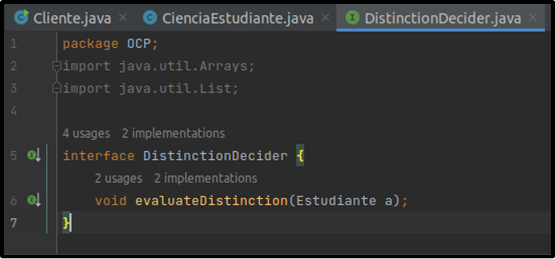 Cliente.java × CienciaEstudiante.java × DistinctionDecider.java ×
1 package OCP;
2 import java.util.Arrays;
3 import java.util.List;
4
4 usages 2 implementations
5 interface DistinctionDecider {
2 usages 2 implementations
6 void evaluateDistinction(Estudiante a);
7 }